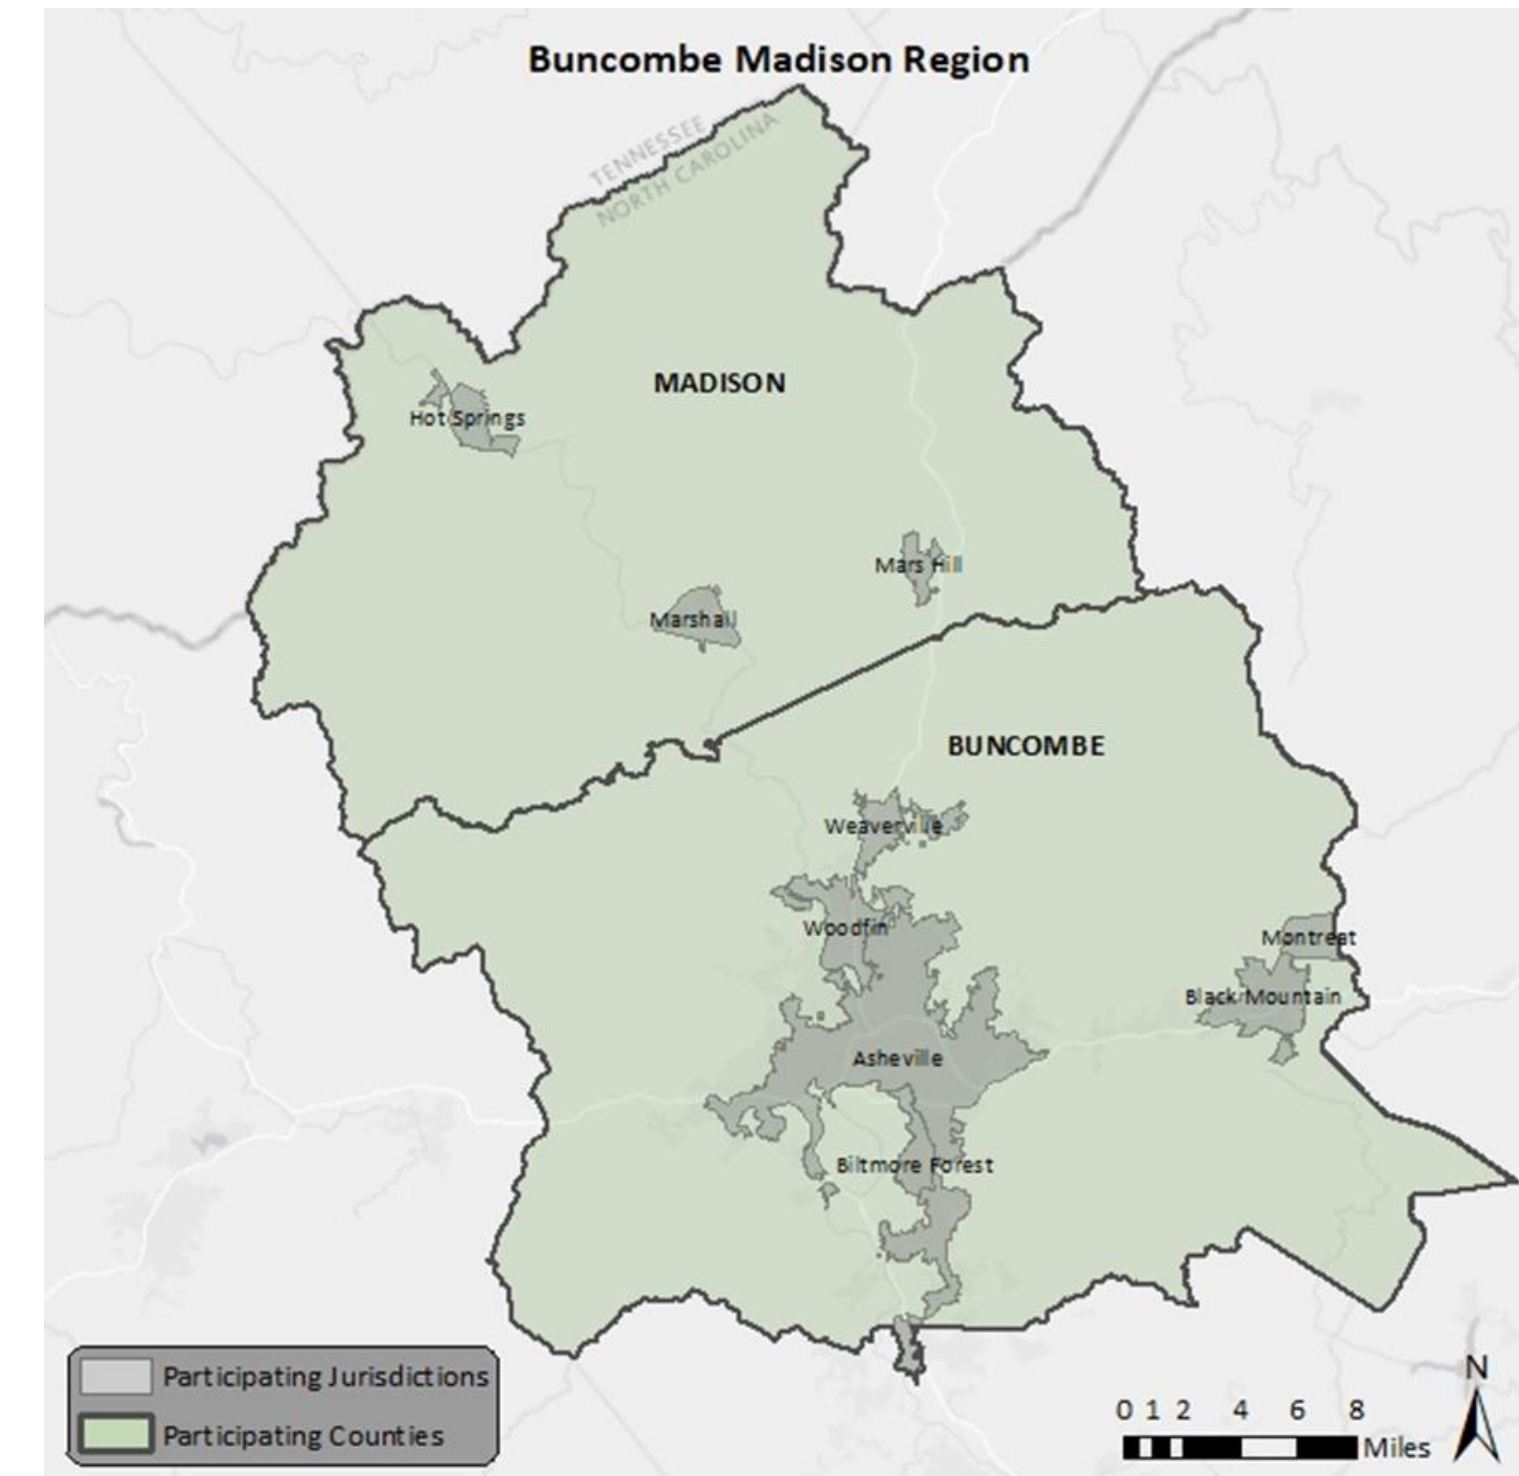 Buncombe Madison Region
TENNESSEE
NORTH CAROLINA
MADISON
Hot Springs
Mars Hill
Marshall
BUNCOMBE
Weaverville
Woodfin
Montreat
Black Mountain
Asheville
Biltmore Forest
Participating Jurisdictions
Participating Counties
N
0 1 2 4 6 8
Miles